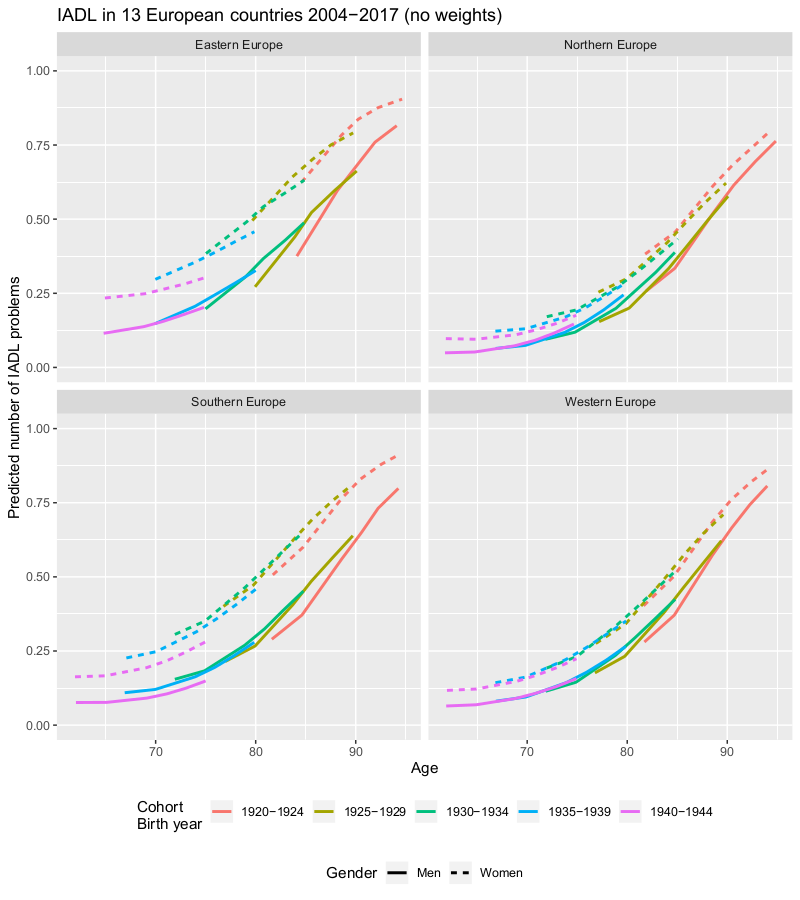 IADL in 13 European countries 2004−2017 (no weights)
Eastern Europe
Northern Europe
1.00
0.75
0.50
0.25
0.00
Southern Europe
Western Europe
1.00
0.75
0.50
0.25
0.00
70
80
90
70
80
90
Predicted number of IADL problems
Age
Cohort
Birth year
1920−1924
1925−1929
1930−1934
1935−1939
1940−1944
Gender
Men
Women